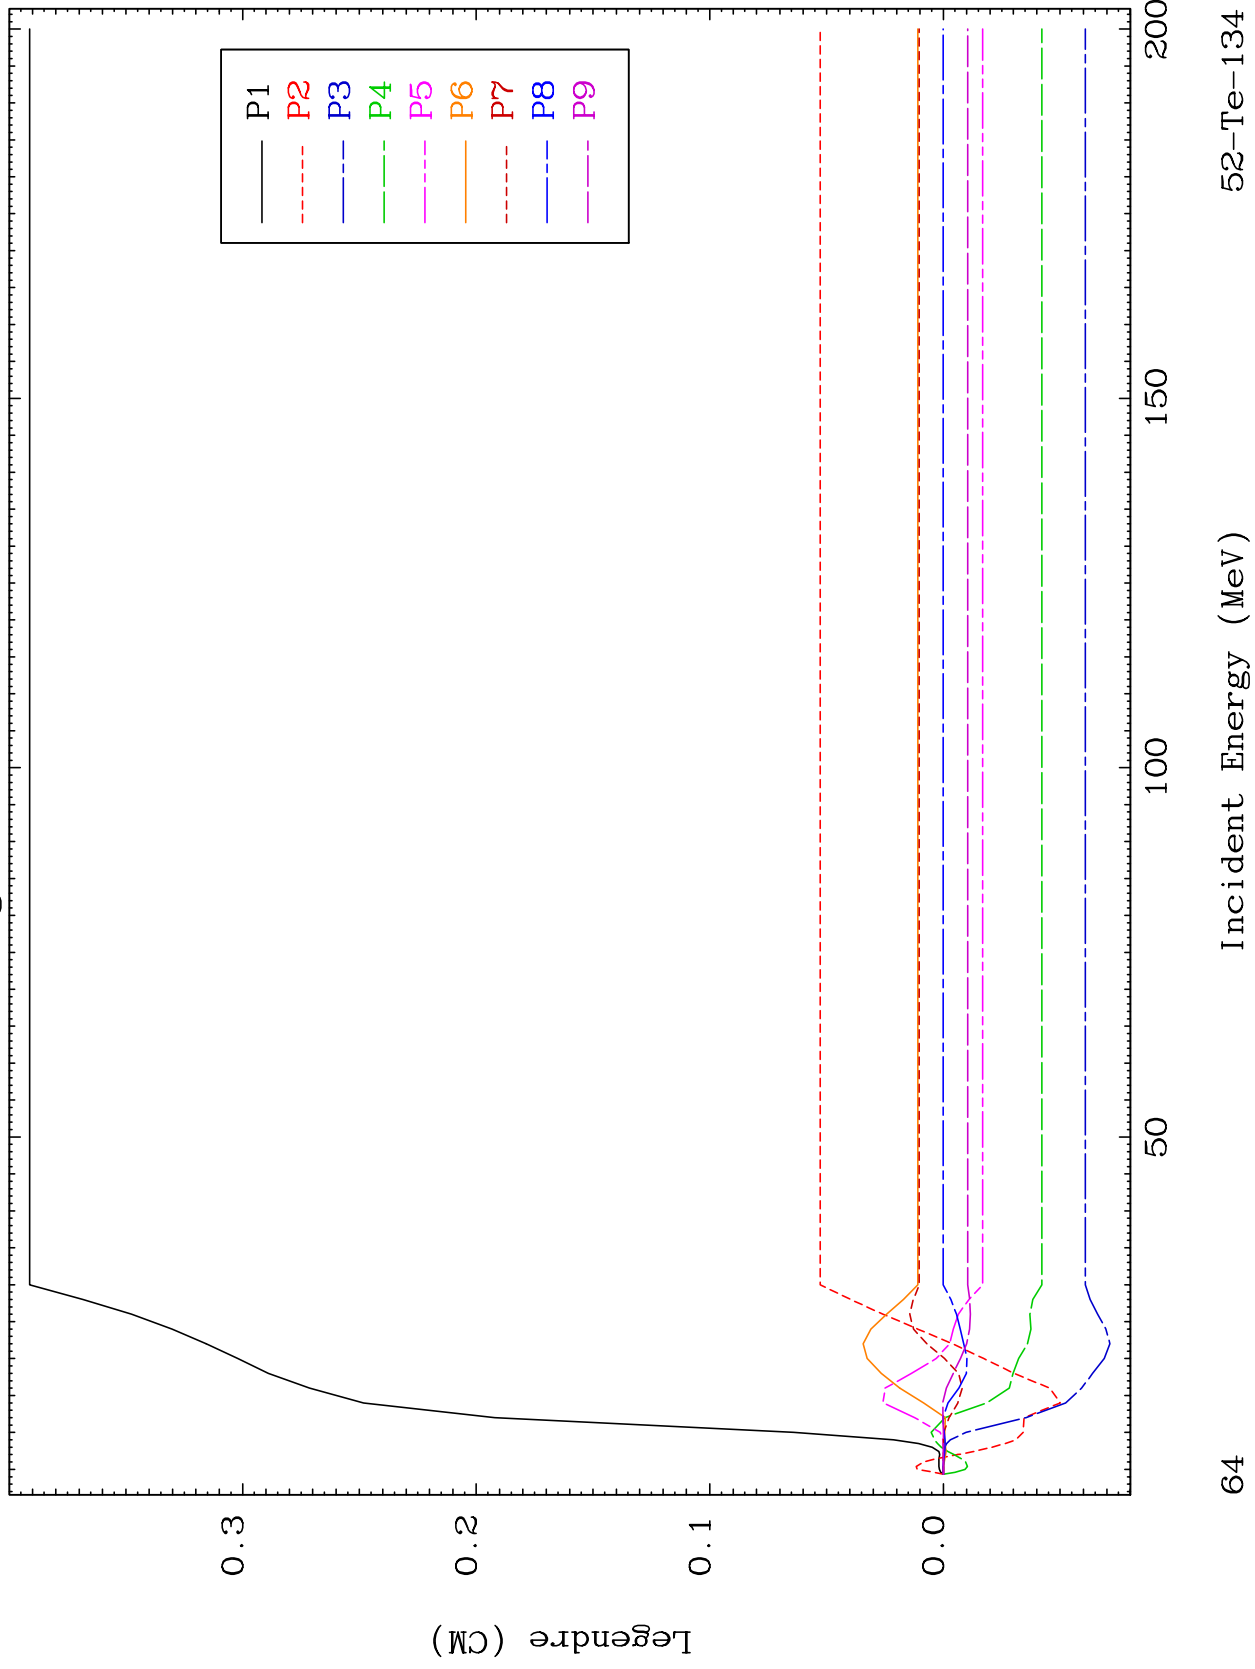 P1
P2
P3
P4
P5
P6
P7
P8
P9
0.3
0.2
0.1
0.0
Legendre (CM)
50
100
150
200
64
Incident Energy (MeV)
52-Te-134